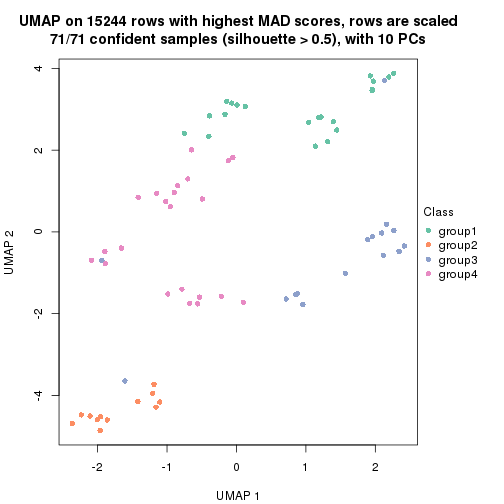 UMAP on 15244 rows with highest MAD scores, rows are scaled
71/71 confident samples (silhouette > 0.5), with 10 PCs
4
2
0
-2
-4
UMAP 2
-2
-1
0
1
2
UMAP 1
Class
group1
group2
group3
group4